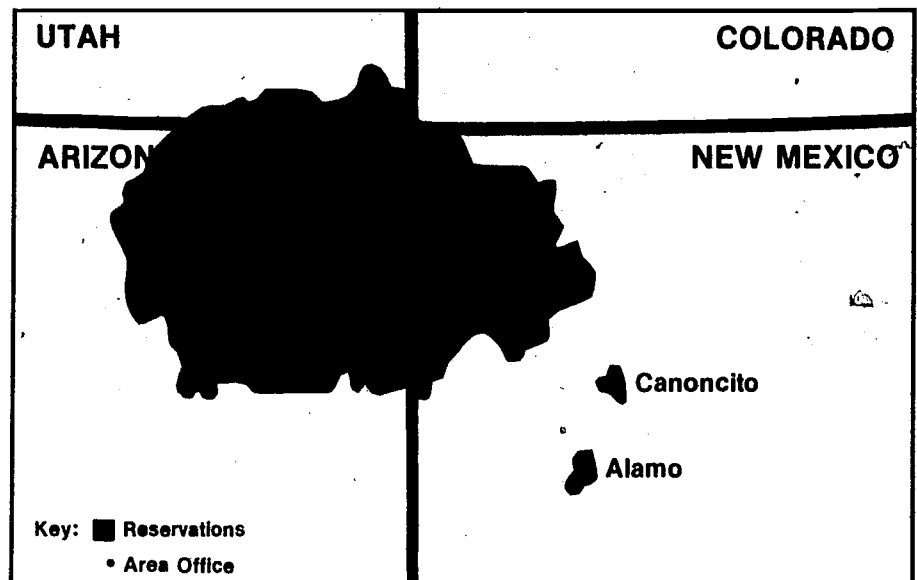 UTAH
COLORADO
ARIZON
NEW MEXICO
Canoncito
Alamo
Key: ■ Reservations
• Area Office